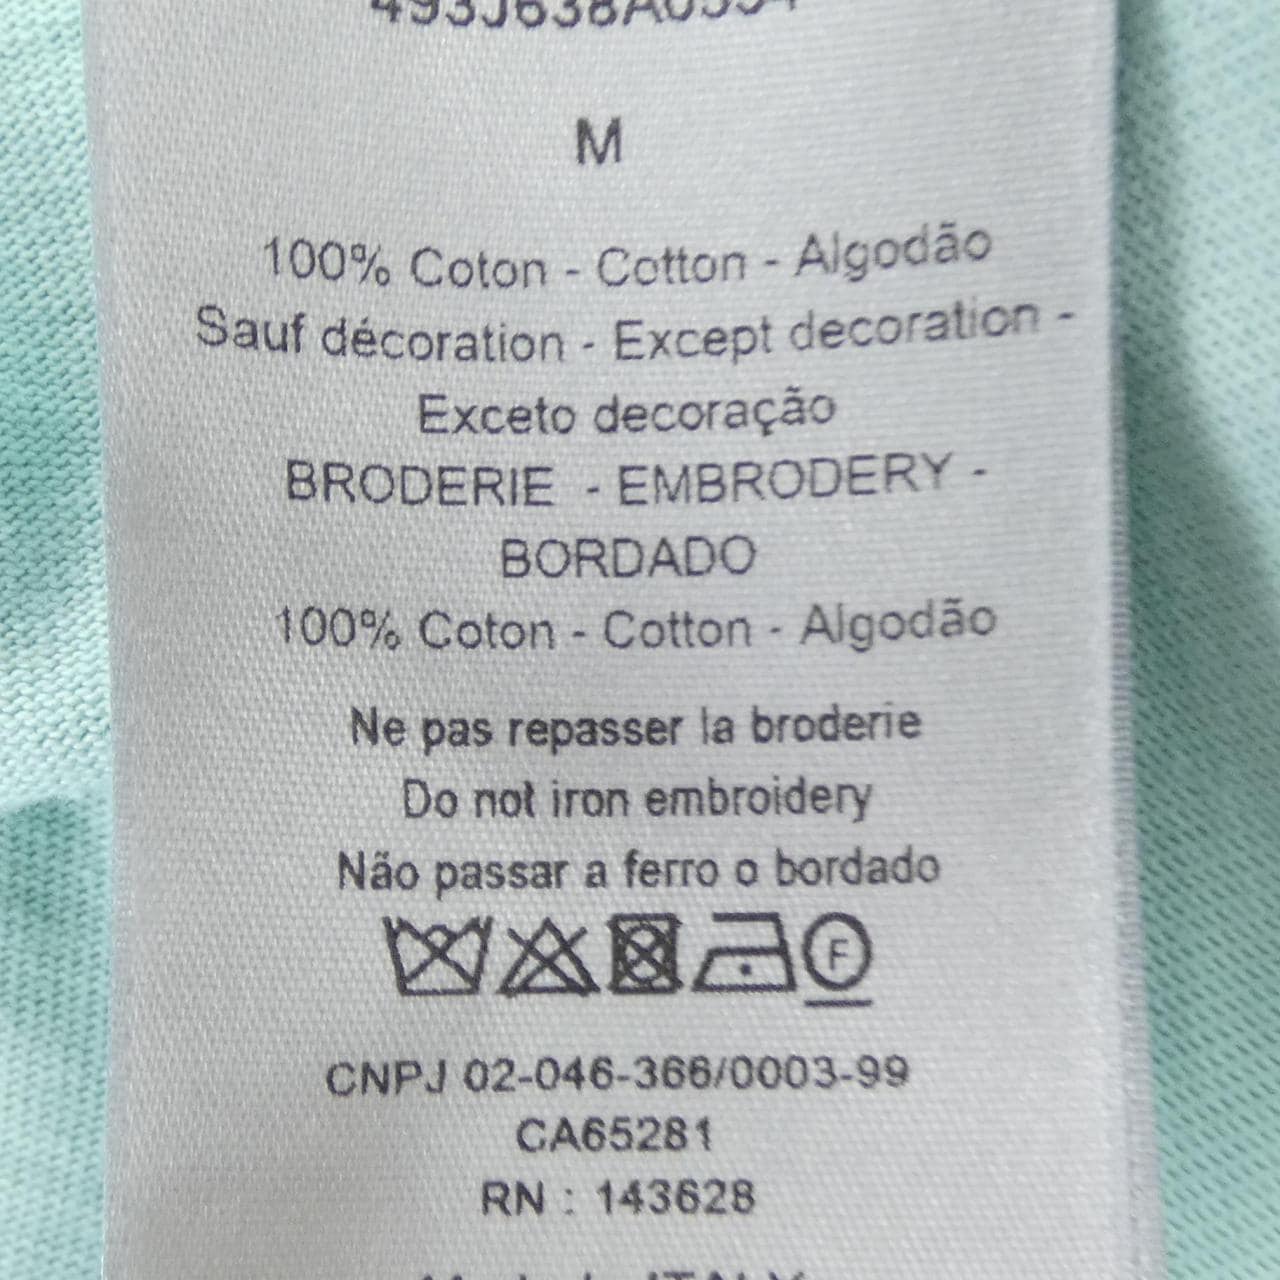 M
100% Coton - Cotton - Algodão
Sauf décoration - Except decoration -
Exceto decoração
BRODERIE - EMBRODERY -
BORDADO
100% Coton - Cotton - Algodão
Ne pas repasser la broderie
Do not iron embroidery
Não passar a ferro o bordado
F
CNPJ 02-046-366/0003-99
CA65281
RN : 143628